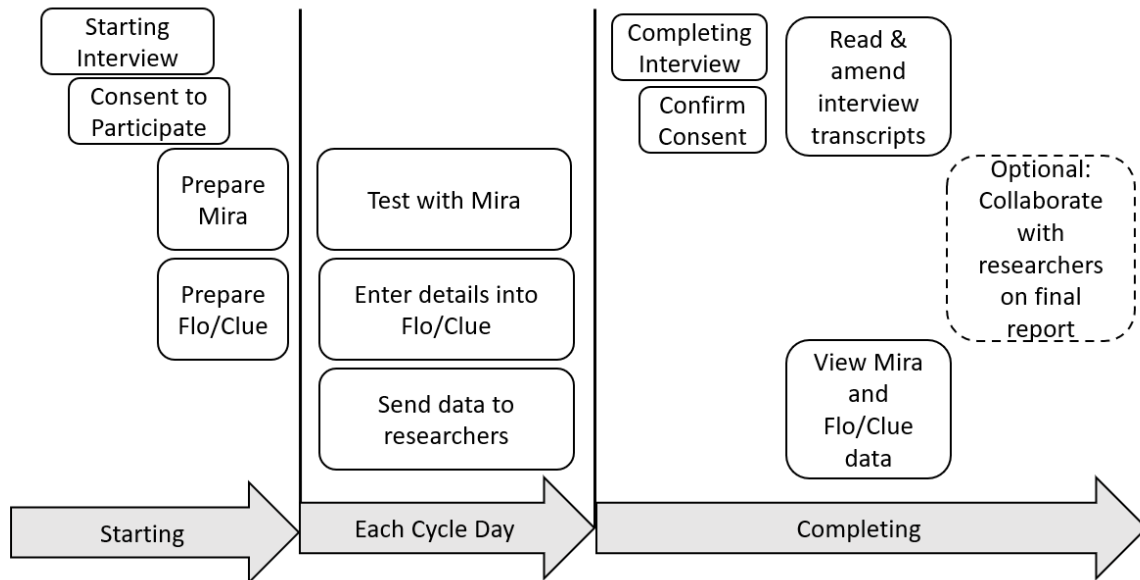 Starting
Interview
Consent to
Participate
Prepare
Mira
Prepare
Flo/Clue
Test with Mira
Enter details into
Flo/Clue
Send data to
researchers
Completing
Interview
Confirm
Consent
Read &
amend
interview
transcripts
Optional:
Collaborate
with
researchers
on final
report
View Mira
and
Flo/Clue
data
Starting
Each Cycle Day
Completing